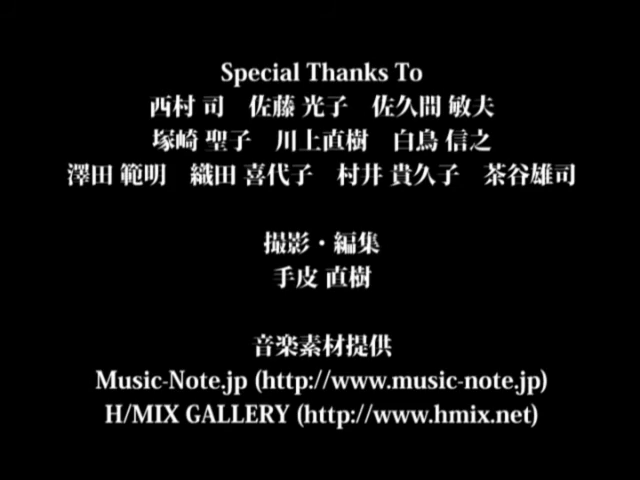 Special Thanks To
西村 司　佐藤 光子　佐久間 敏夫
塚崎 聖子　川上直樹　白鳥 信之
澤田 範明　織田 喜代子　村井 貴久子　茶谷雄司
撮影・編集
手皮 直樹
音楽素材提供
Music-Note.jp (http://www.music-note.jp)
H/MIX GALLERY (http://www.hmix.net)